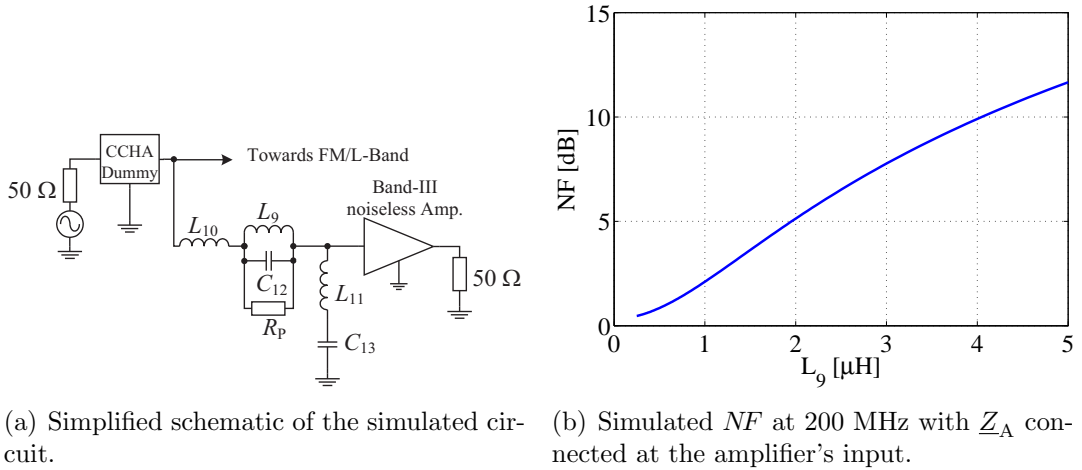 CCHA
Dummy
Towards FM/L-Band
50 Ω
Band-III
noiseless Amp.
L₉
L₁₀
C₁₂
R_P
L₁₁
C₁₃
50 Ω
15
10
5
0
NF [dB]
0 1 2 3 4 5
L₉ [μH]
(a) Simplified schematic of the simulated cir-
cuit.
(b) Simulated NF at 200 MHz with Z_A con-
nected at the amplifier's input.